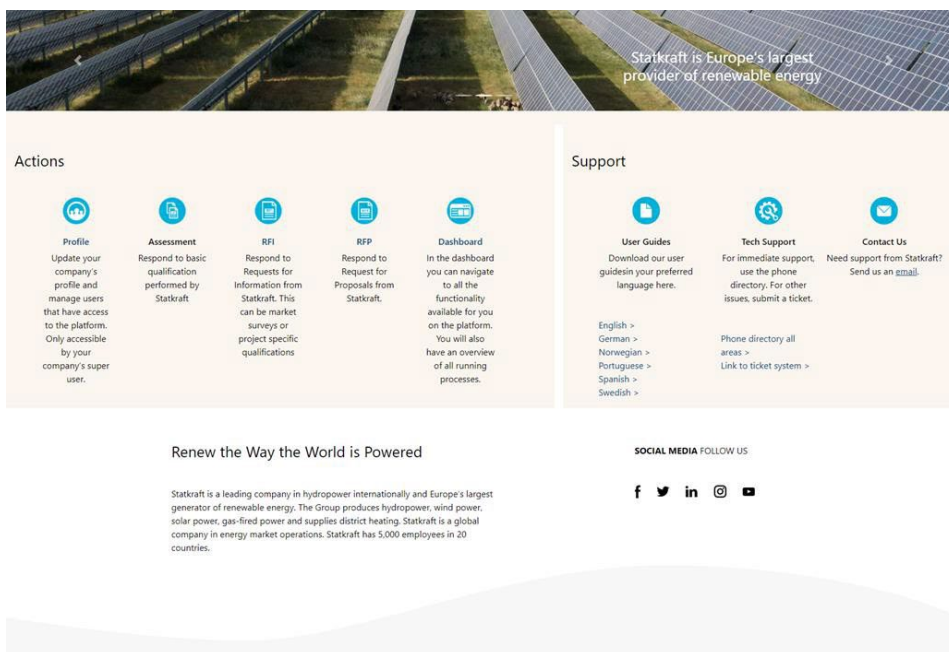 Statkraft is Europe's largest
provider of renewable energy
Actions
Profile
Update your
company's
profile and
manage users
that have access
to the platform.
Only accessible
by your
company's super
user.
Assessment
Respond to basic
qualification
performed by
Statkraft
RFI
Respond to
Requests for
Information from
Statkraft. This
can be market
surveys or
project specific
qualifications
RFP
Respond to
Request for
Proposals from
Statkraft.
Dashboard
In the dashboard
you can navigate
to all the
functionality
available for you
on the platform.
You will also
have an overview
of all running
processes.
Support
User Guides
Download our user
guidesin your preferred
language here.
English >
German >
Norwegian >
Portuguese >
Spanish >
Swedish >
Tech Support
For immediate support,
use the phone
directory. For other
issues, submit a ticket.
Phone directory all
areas >
Link to ticket system >
Contact Us
Need support from Statkraft?
Send us an email.
Renew the Way the World is Powered
Statkraft is a leading company in hydropower internationally and Europe's largest
generator of renewable energy. The Group produces hydropower, wind power,
solar power, gas-fired power and supplies district heating. Statkraft is a global
company in energy market operations. Statkraft has 5,000 employees in 20
countries.
SOCIAL MEDIA FOLLOW US